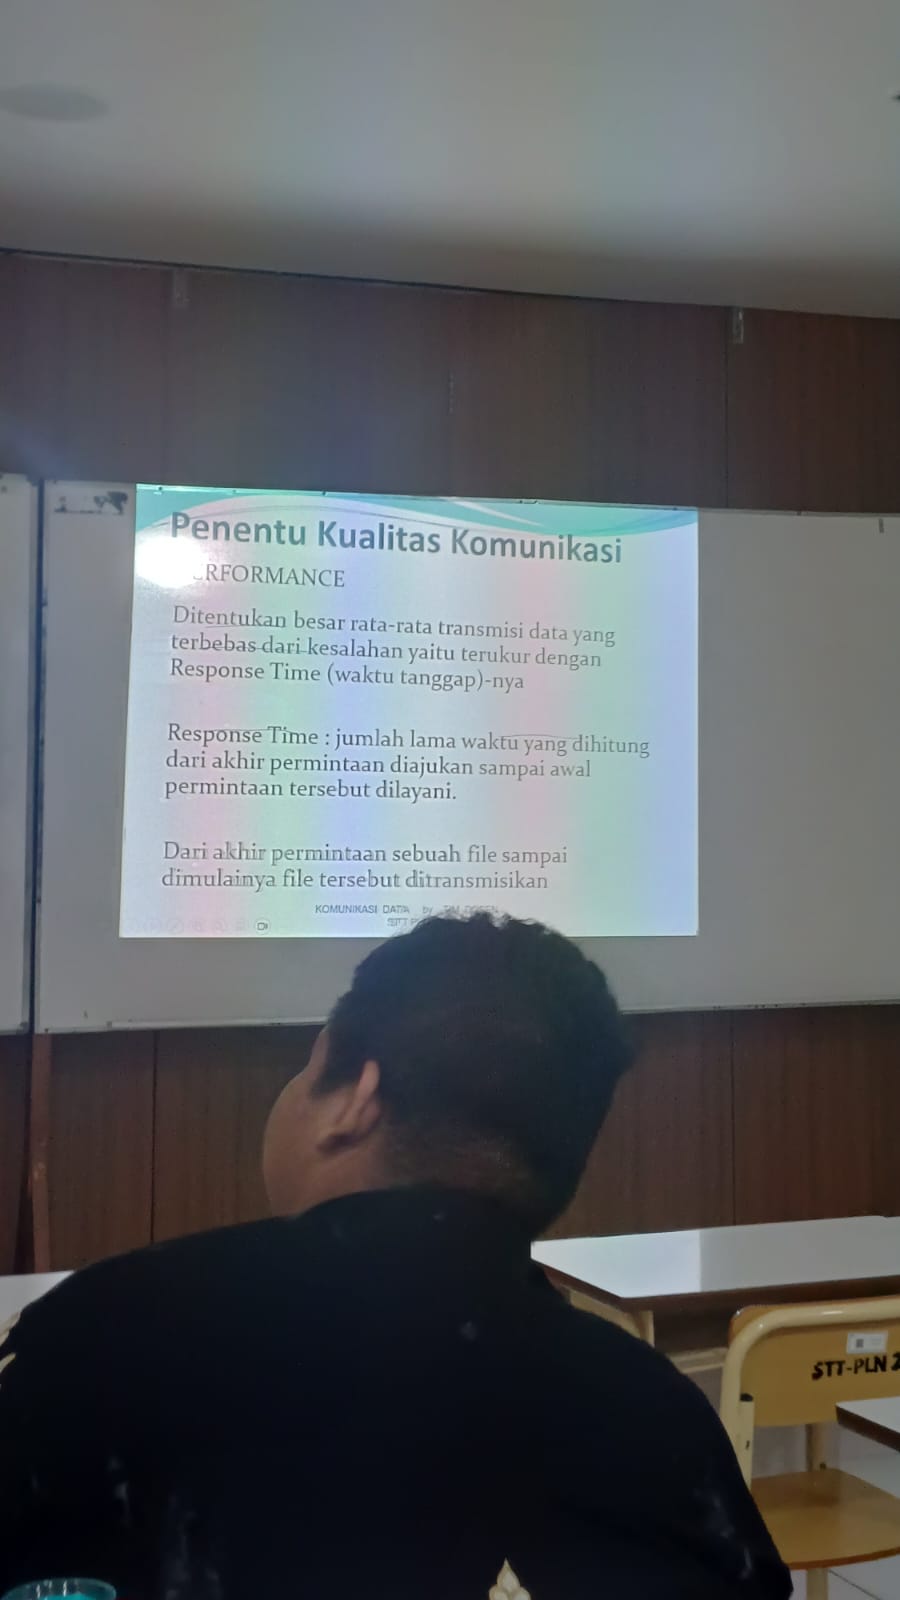 Penentu Kualitas Komunikasi
RFORMANCE
Ditentukan besar rata-rata transmisi data yang
terbebas dari kesalahan yaitu terukur dengan
Response Time (waktu tanggap)-nya
Response Time : jumlah lama waktu yang dihitung
dari akhir permintaan diajukan sampai awal
permintaan tersebut dilayani.
Dari akhir permintaan sebuah file sampai
dimulainya file tersebut ditransmisikan
KOMUNIKASI DATA by
STT-PLN